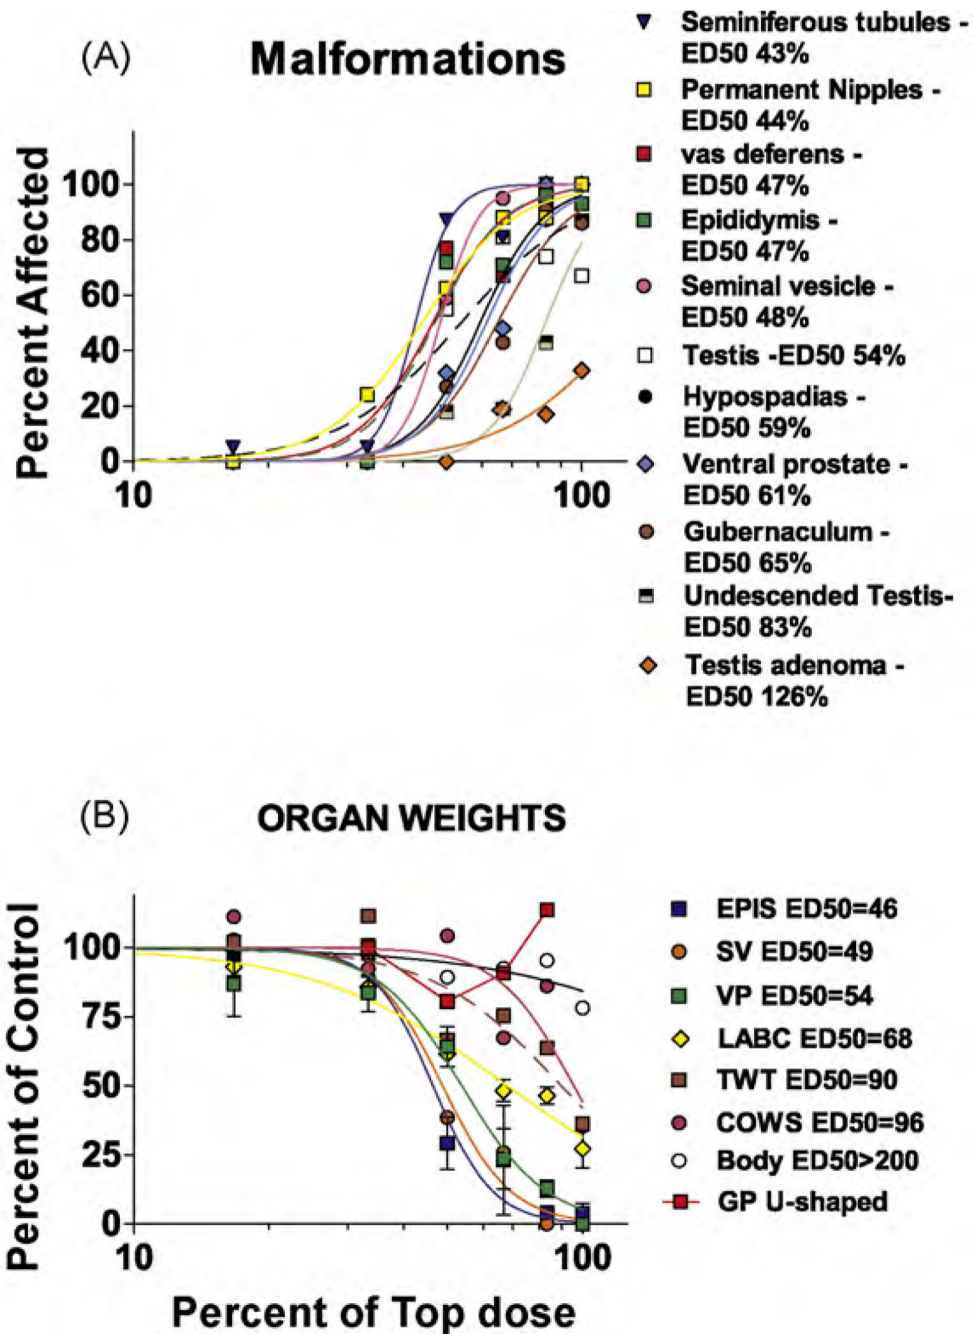 (A)
Malformations
Percent Affected
100
80
60
40
20
0
10
100
Seminiferous tubules -
ED50 43%
Permanent Nipples -
ED50 44%
vas deferens -
ED50 47%
Epididymis -
ED50 47%
Seminal vesicle -
ED50 48%
Testis -ED50 54%
Hypospadias -
ED50 59%
Ventral prostate -
ED50 61%
Gubernaculum -
ED50 65%
Undescended Testis-
ED50 83%
Testis adenoma -
ED50 126%
(B)
ORGAN WEIGHTS
Percent of Control
100
75
50
25
0
10
100
Percent of Top dose
EPIS ED50=46
SV ED50=49
VP ED50=54
LABC ED50=68
TWT ED50=90
COWS ED50=96
Body ED50>200
GP U-shaped